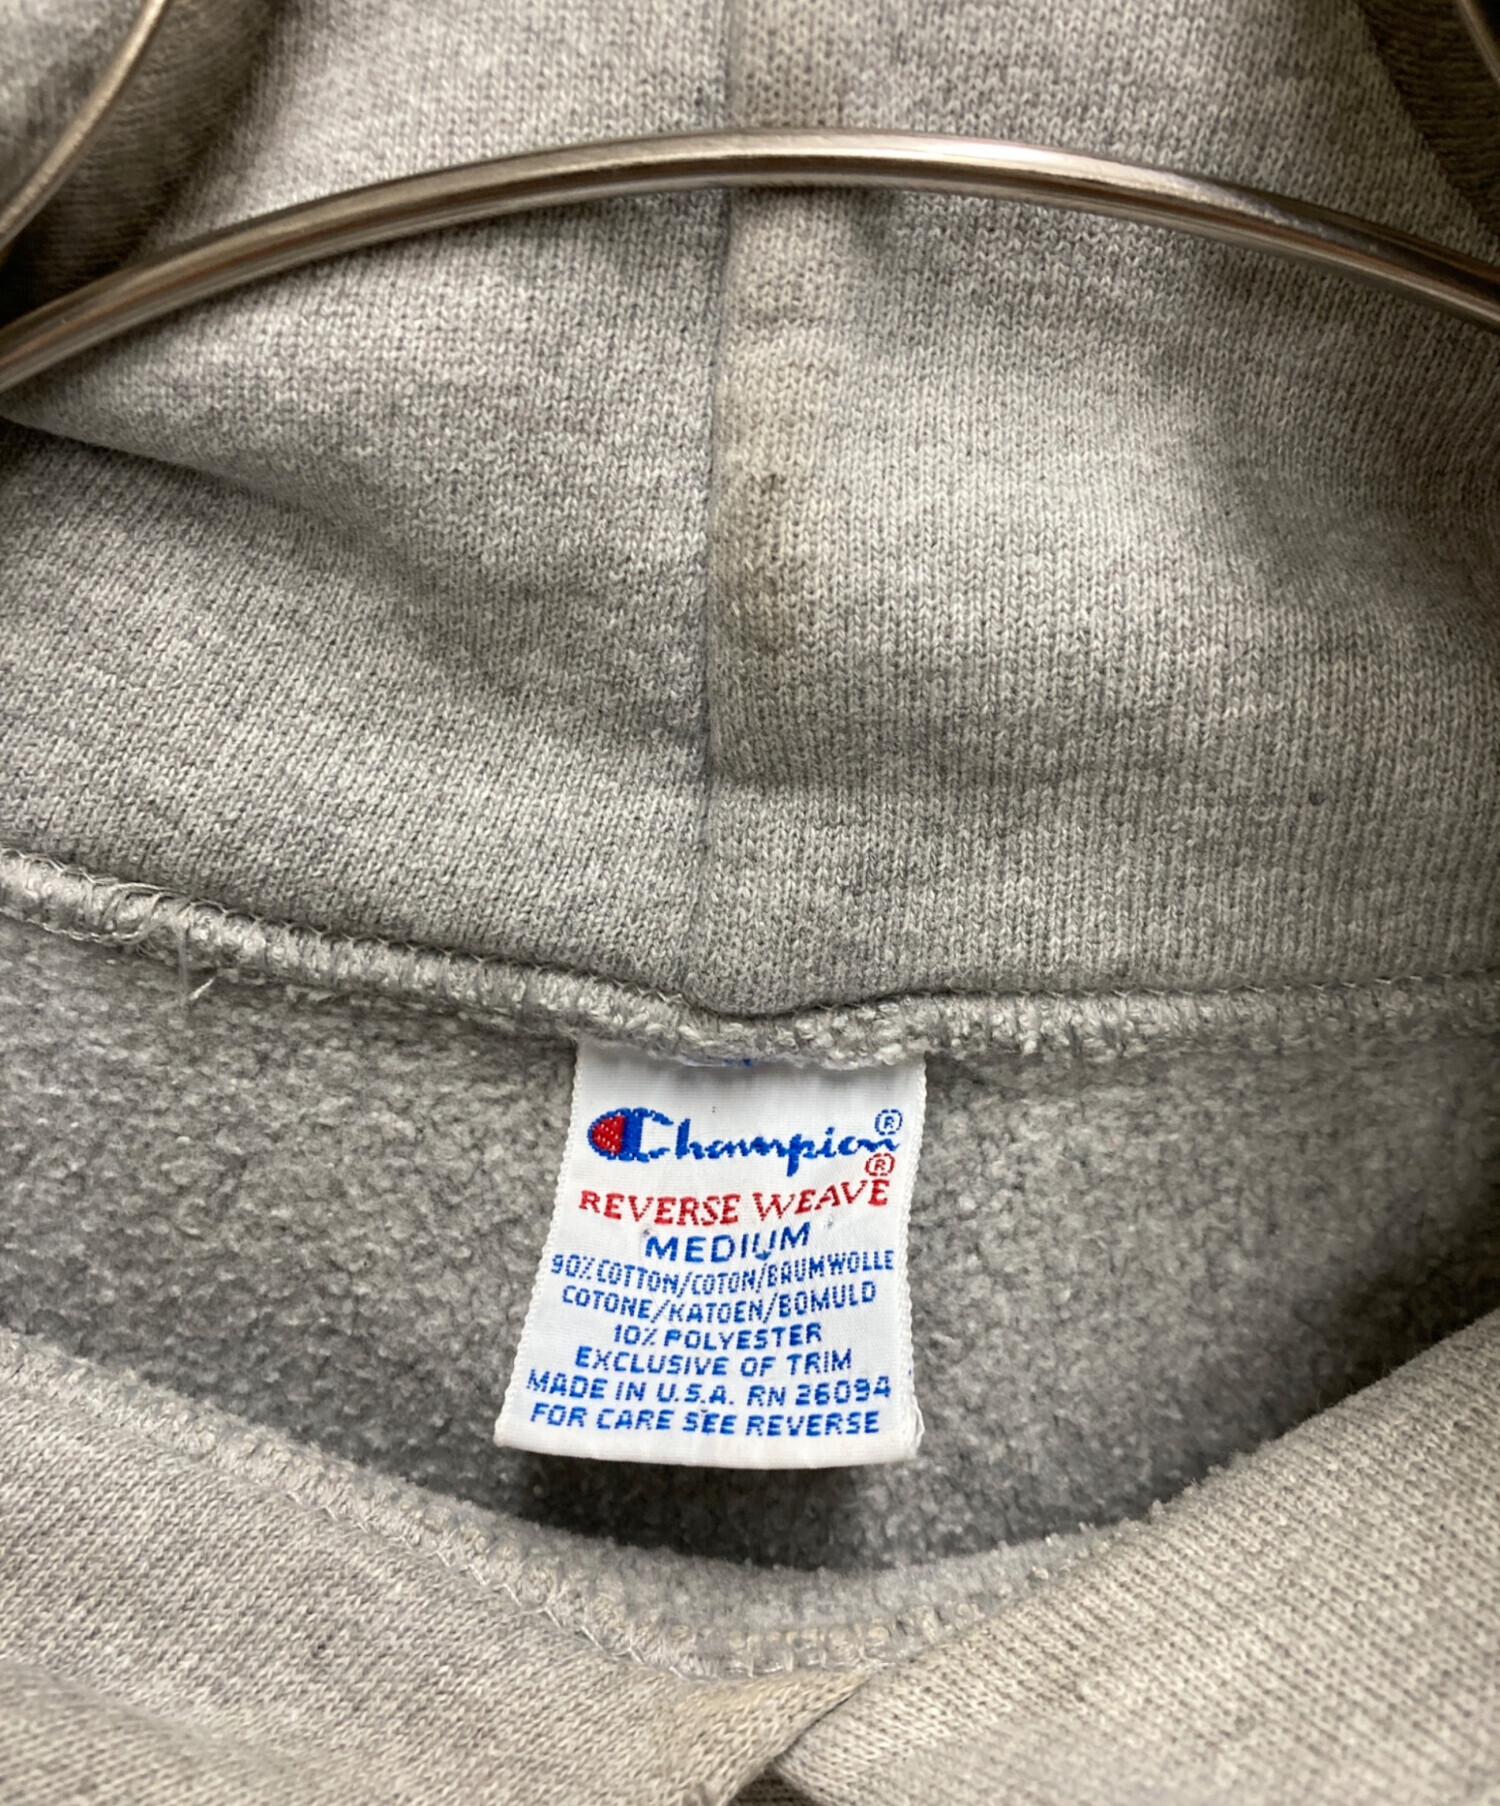 Champion®
REVERSE WEAVE®
MEDIUM
90% COTTON/COTON/BAUMWOLLE
COTONE/KATOEN/BOMULD
10% POLYESTER
EXCLUSIVE OF TRIM
MADE IN U.S.A. RN 26094
FOR CARE SEE REVERSE